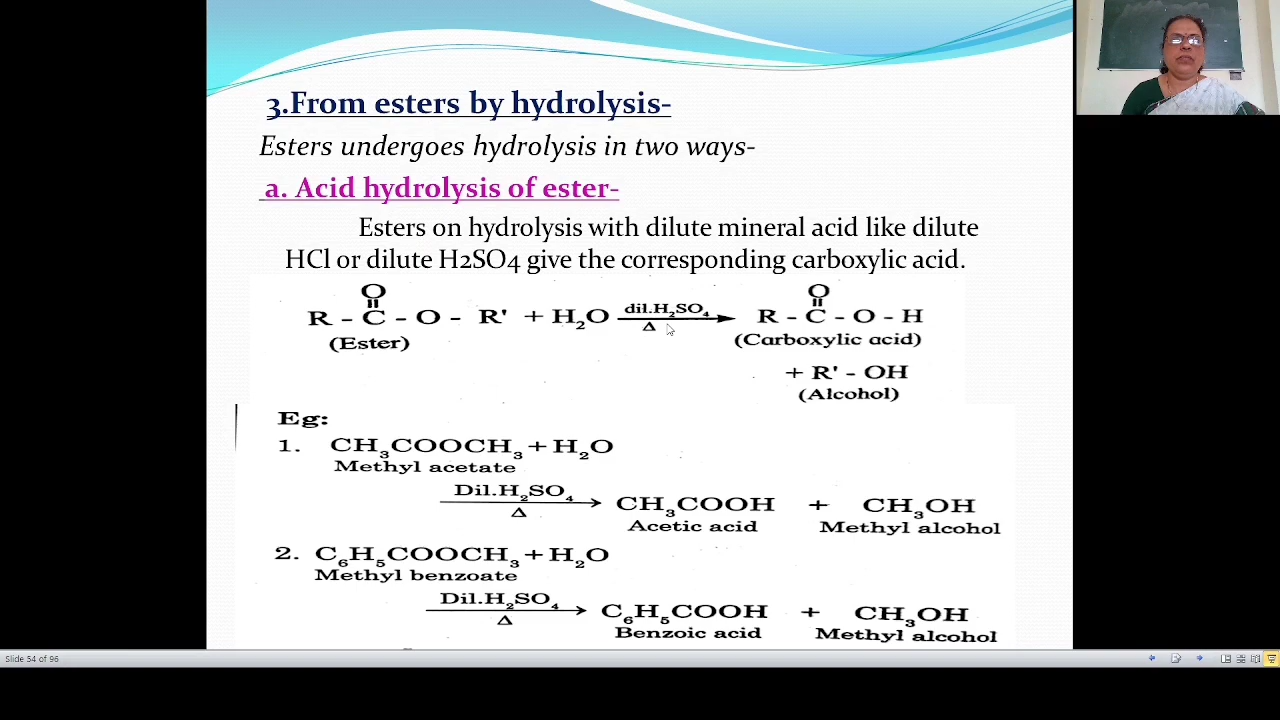 3.From esters by hydrolysis-
Esters undergoes hydrolysis in two ways-
a. Acid hydrolysis of ester-
Esters on hydrolysis with dilute mineral acid like dilute
HCl or dilute H2SO4 give the corresponding carboxylic acid.
O O
R - C - O - R' + H₂O dil.H₂SO₄ R - C - O - H
Δ
(Ester) (Carboxylic acid)
+ R' - OH
(Alcohol)
Eg:
1. CH₃COOCH₃ + H₂O
Methyl acetate
Dil.H₂SO₄
Δ
CH₃COOH + CH₃OH
Acetic acid Methyl alcohol
2. C₆H₅COOCH₃ + H₂O
Methyl benzoate
Dil.H₂SO₄
Δ
C₆H₅COOH + CH₃OH
Benzoic acid Methyl alcohol
Slide 54 of 96